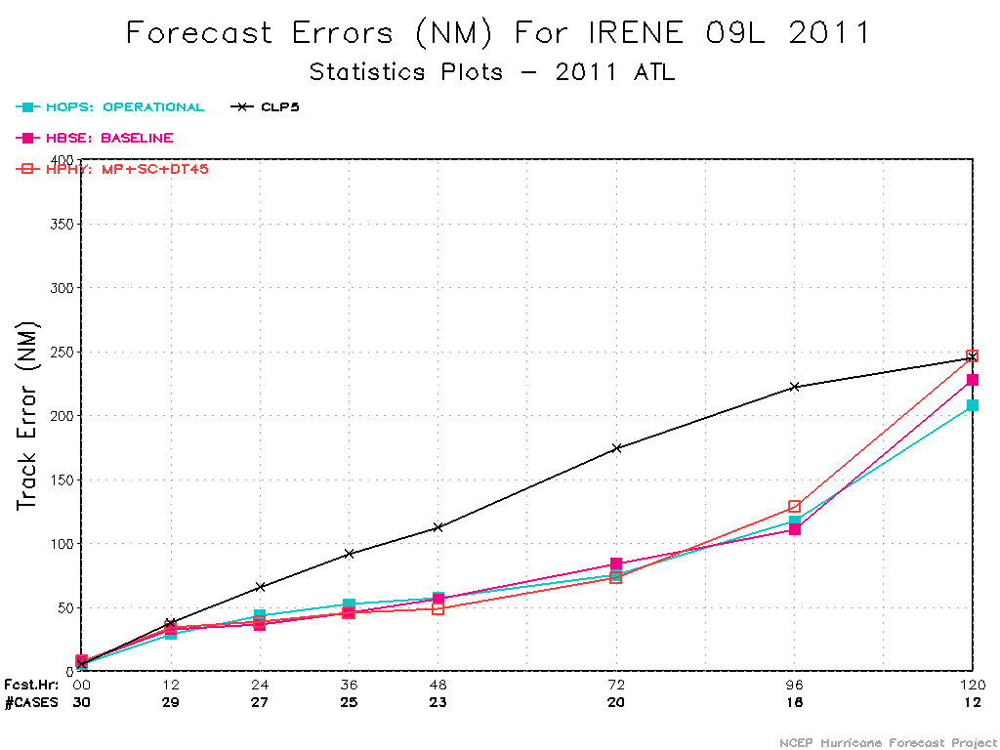 Forecast Errors (NM) For IRENE 09L 2011
Statistics Plots - 2011 ATL
HOPS: OPERATIONAL CLP5
HBSE: BASELINE
HPHY: MP+SC+DT45
400
350
300
250
200
150
100
50
0
Track Error (NM)
Fcst.Hr: 00 12 24 36 48 72 96 120
#CASES 30 29 27 25 23 20 16 12
NCEP Hurricane Forecast Project